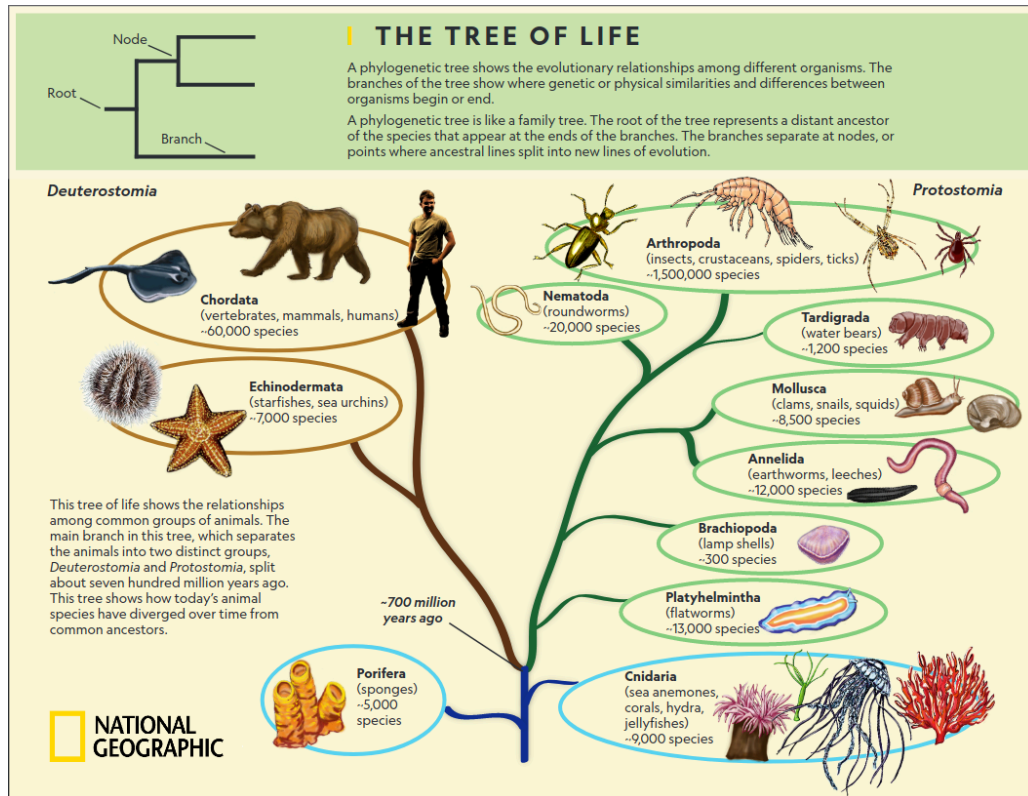 THE TREE OF LIFE
A phylogenetic tree shows the evolutionary relationships among different organisms. The
branches of the tree show where genetic or physical similarities and differences between
organisms begin or end.
A phylogenetic tree is like a family tree. The root of the tree represents a distant ancestor
of the species that appear at the ends of the branches. The branches separate at nodes, or
points where ancestral lines split into new lines of evolution.
Node
Root
Branch
Deuterostomia
Protostomia
Chordata
(vertebrates, mammals, humans)
~60,000 species
Echinodermata
(starfishes, sea urchins)
~7,000 species
Arthropoda
(insects, crustaceans, spiders, ticks)
~1,500,000 species
Nematoda
(roundworms)
~20,000 species
Tardigrada
(water bears)
~1,200 species
Mollusca
(clams, snails, squids)
~8,500 species
Annelida
(earthworms, leeches)
~12,000 species
Brachiopoda
(lamp shells)
~300 species
Platyhelmintha
(flatworms)
~13,000 species
This tree of life shows the relationships
among common groups of animals. The
main branch in this tree, which separates
the animals into two distinct groups,
Deuterostomia and Protostomia, split
about seven hundred million years ago.
This tree shows how today's animal
species have diverged over time from
common ancestors.
~700 million
years ago
Porifera
(sponges)
~5,000
species
Cnidaria
(sea anemones,
corals, hydra,
jellyfishes)
~9,000 species
NATIONAL
GEOGRAPHIC